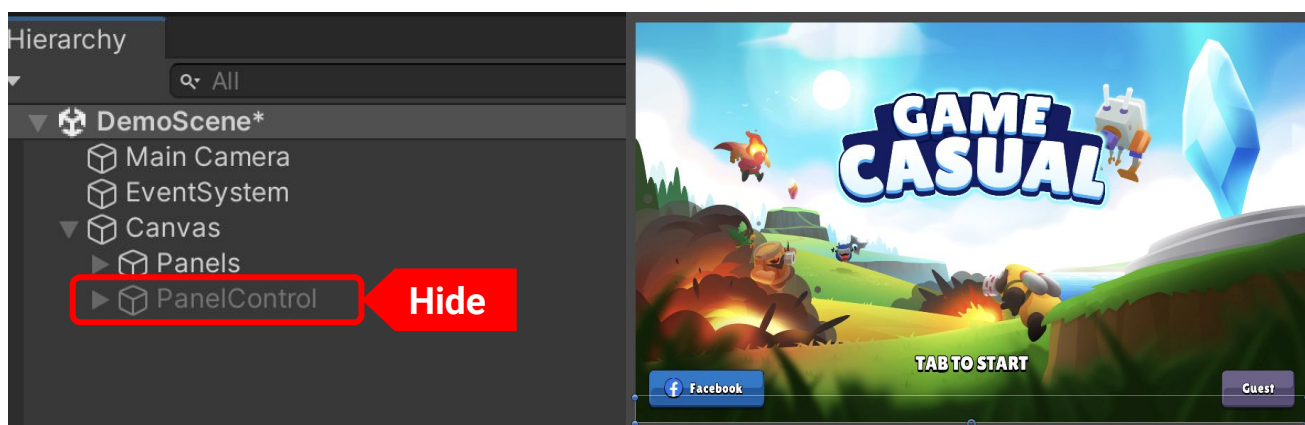 Hierarchy
All
DemoScene*
Main Camera
EventSystem
Canvas
Panels
PanelControl
Hide
GAME
CASUAL
TAB TO START
Facebook
Guest